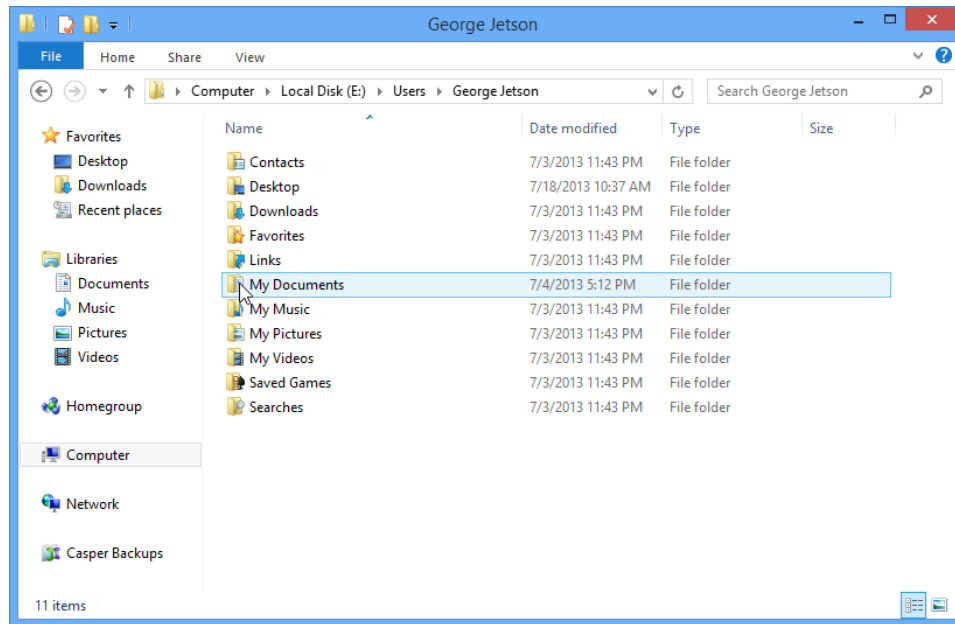 George Jetson
File Home Share View
Computer Local Disk (E:) Users George Jetson Search George Jetson
Favorites
Desktop
Downloads
Recent places
Libraries
Documents
Music
Pictures
Videos
Homegroup
Computer
Network
Casper Backups
Name Date modified Type Size
Contacts 7/3/2013 11:43 PM File folder
Desktop 7/18/2013 10:37 AM File folder
Downloads 7/3/2013 11:43 PM File folder
Favorites 7/3/2013 11:43 PM File folder
Links 7/3/2013 11:43 PM File folder
My Documents 7/4/2013 5:12 PM File folder
My Music 7/3/2013 11:43 PM File folder
My Pictures 7/3/2013 11:43 PM File folder
My Videos 7/3/2013 11:43 PM File folder
Saved Games 7/3/2013 11:43 PM File folder
Searches 7/3/2013 11:43 PM File folder
11 items